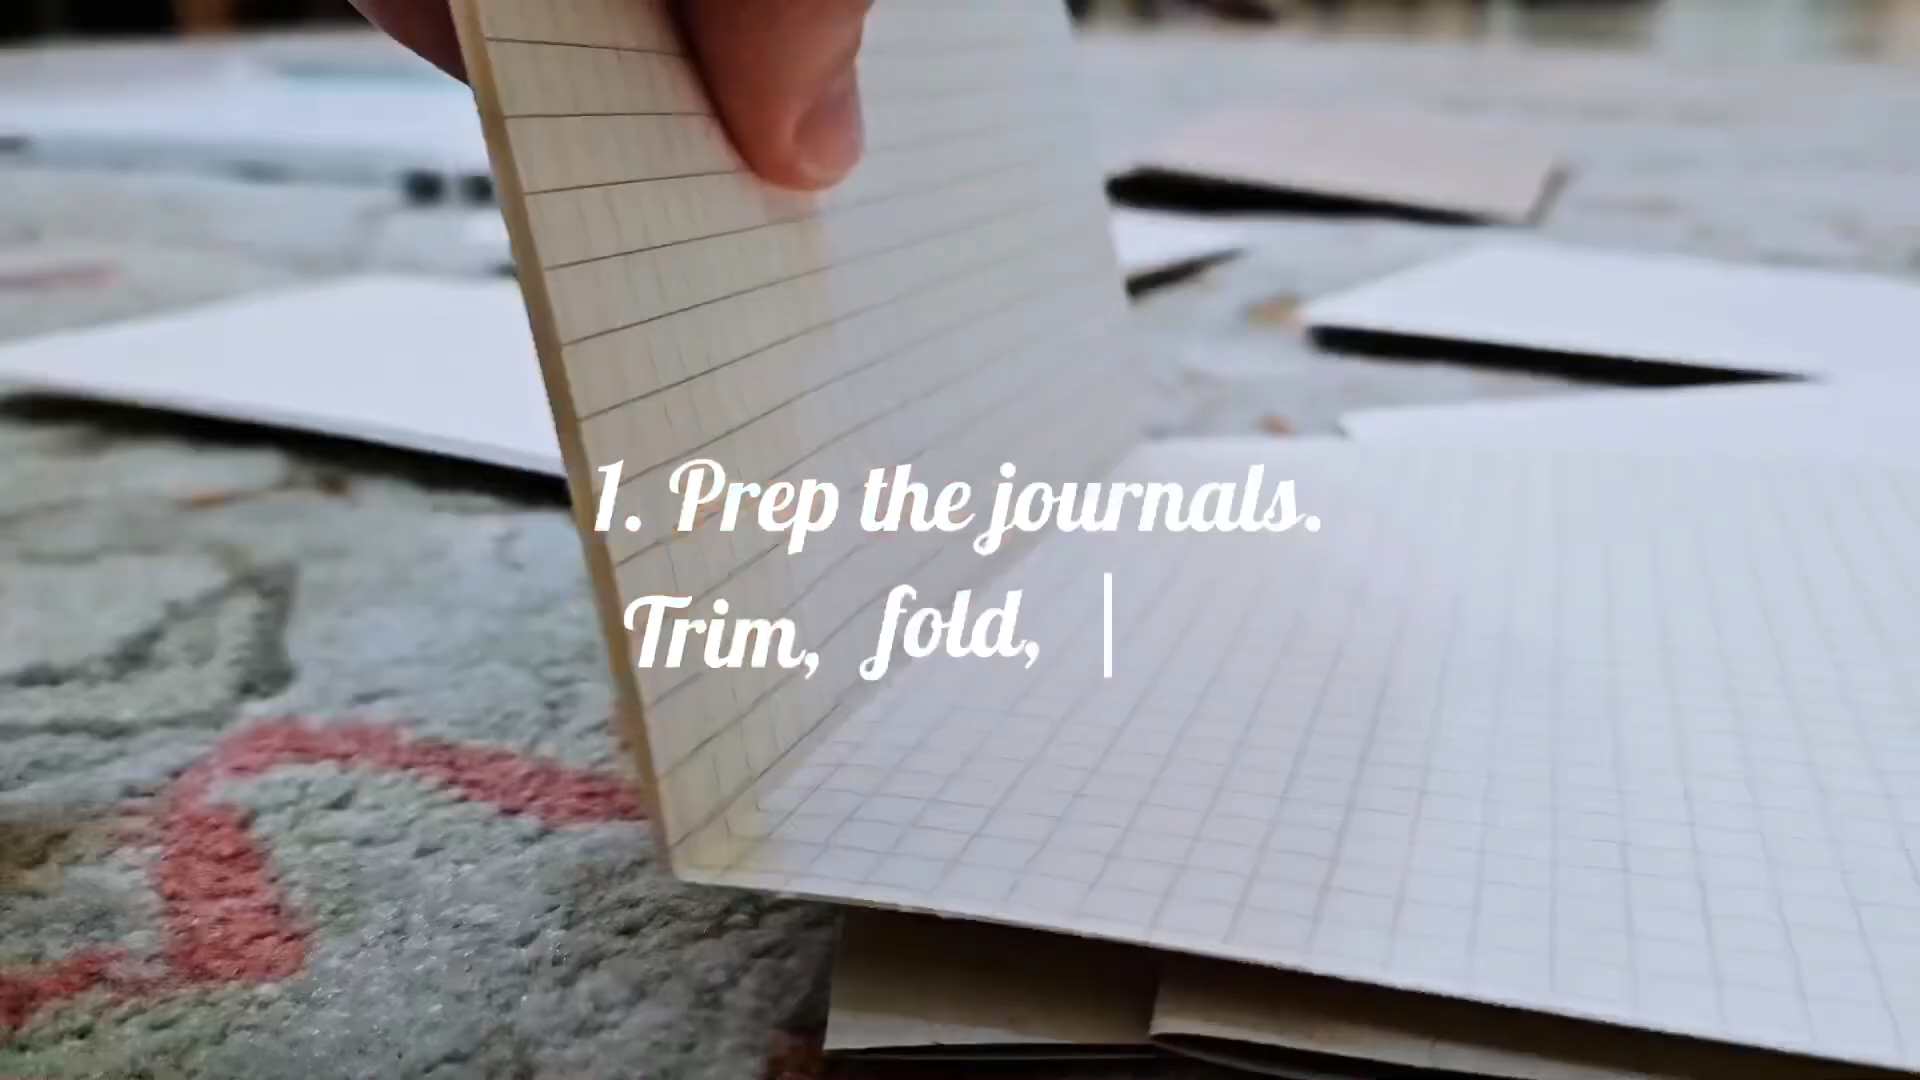 1. Prep the journals.
Trim, fold,